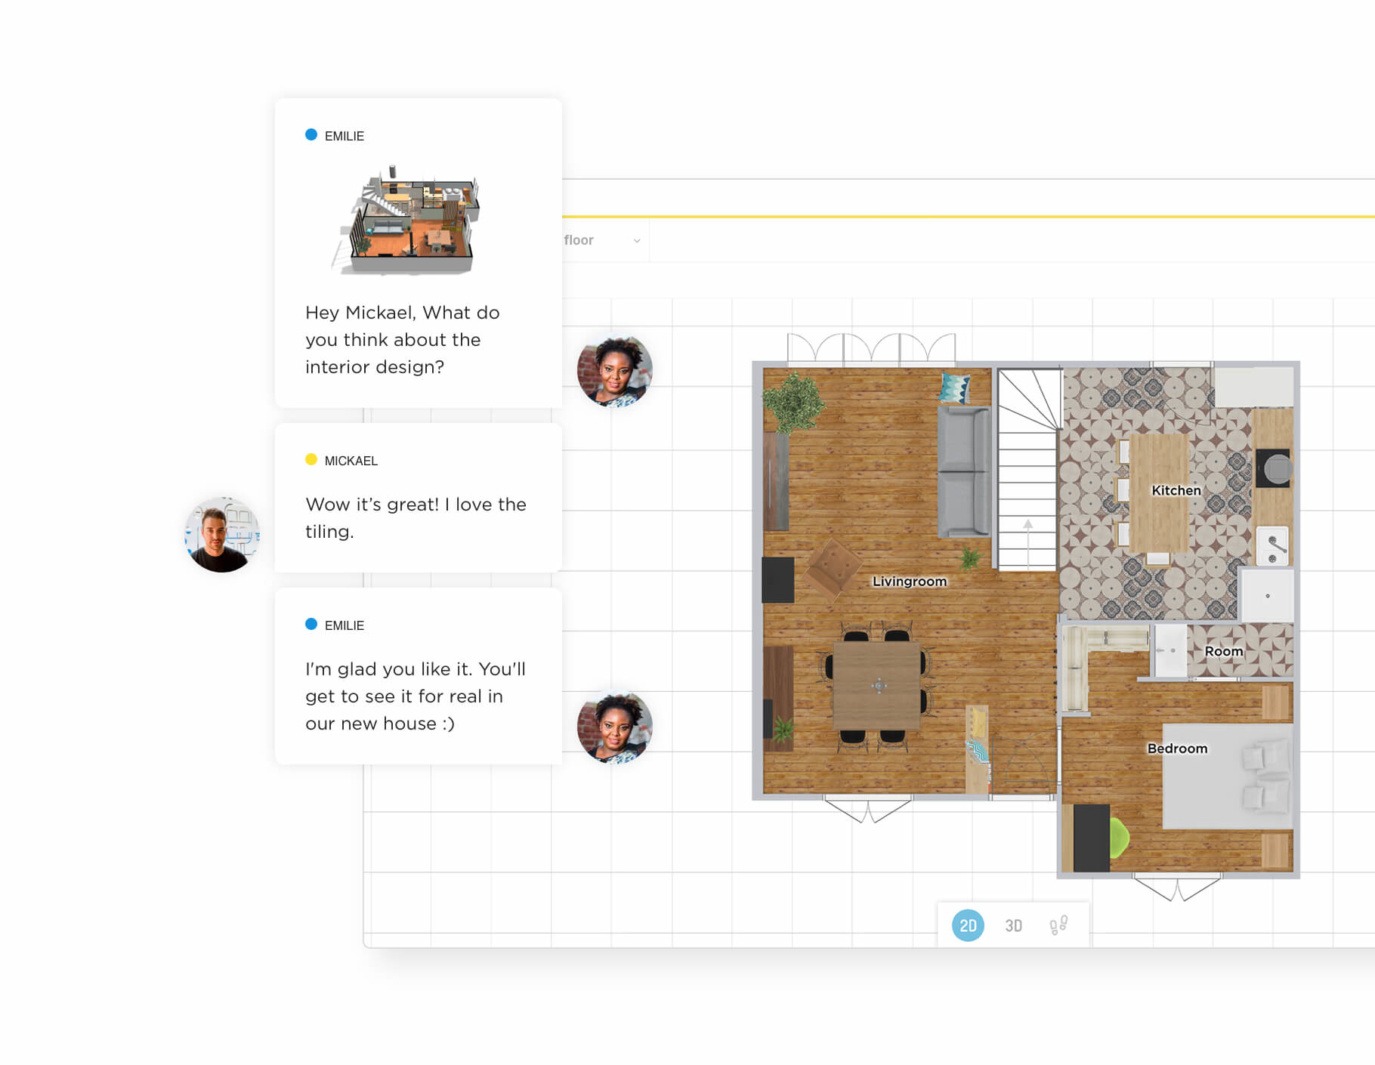 EMILIE
Hey Mickael, What do
you think about the
interior design?
MICKAEL
Wow it’s great! I love the
tiling.
EMILIE
I'm glad you like it. You'll
get to see it for real in
our new house :)
floor
Kitchen
Livingroom
Room
Bedroom
2D
3D